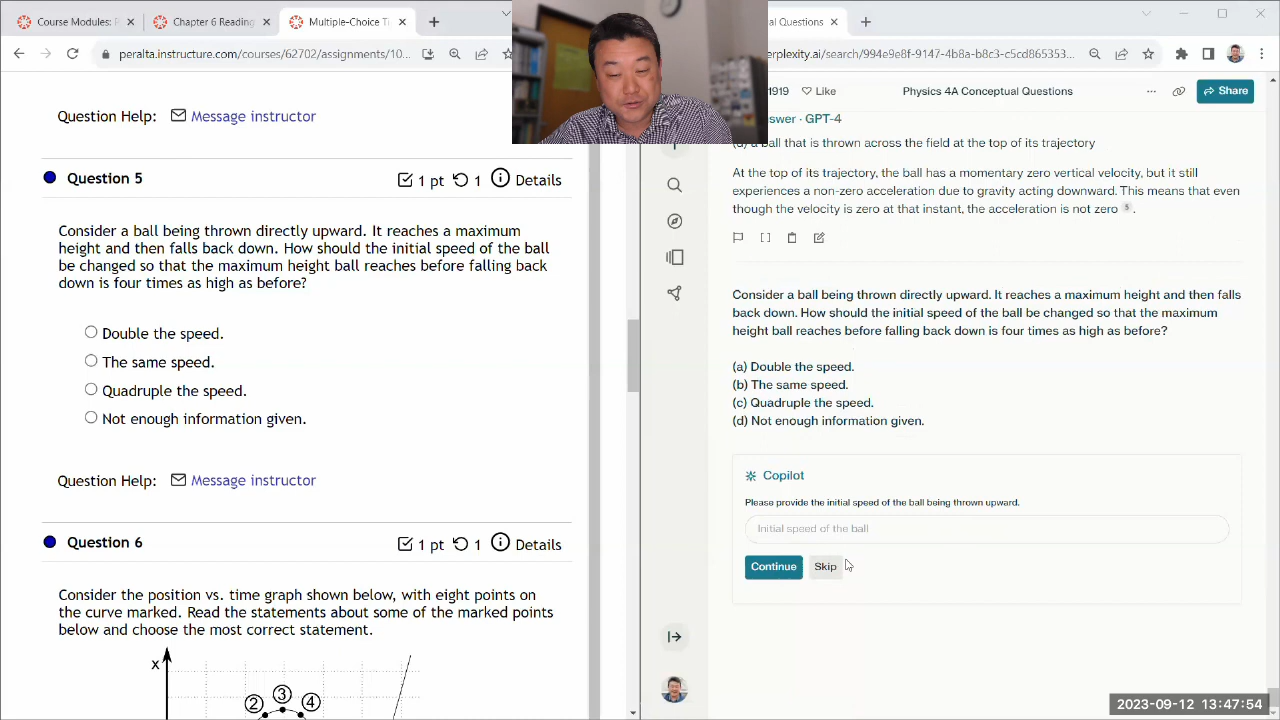 Course Modules: P
Chapter 6 Reading
Multiple-Choice T
al Questions
peralta.instructure.com/courses/62702/assignments/10...
erplexity.ai/search/994e9e8f-9147-4b8a-b8c3-c5cd865353...
Question Help: Message instructor
Question 5
1 pt 1 Details
Consider a ball being thrown directly upward. It reaches a maximum
height and then falls back down. How should the initial speed of the ball
be changed so that the maximum height ball reaches before falling back
down is four times as high as before?
Double the speed.
The same speed.
Quadruple the speed.
Not enough information given.
Question Help: Message instructor
Question 6
1 pt 1 Details
Consider the position vs. time graph shown below, with eight points on
the curve marked. Read the statements about some of the marked points
below and choose the most correct statement.
x
2 3 4
1919 Like Physics 4A Conceptual Questions ... Share
swer · GPT-4
a ball that is thrown across the field at the top of its trajectory
At the top of its trajectory, the ball has a momentary zero vertical velocity, but it still
experiences a non-zero acceleration due to gravity acting downward. This means that even
though the velocity is zero at that instant, the acceleration is not zero 5.
Consider a ball being thrown directly upward. It reaches a maximum height and then falls
back down. How should the initial speed of the ball be changed so that the maximum
height ball reaches before falling back down is four times as high as before?
(a) Double the speed.
(b) The same speed.
(c) Quadruple the speed.
(d) Not enough information given.
Copilot
Please provide the initial speed of the ball being thrown upward.
Initial speed of the ball
Continue Skip
2023-09-12 13:47:54